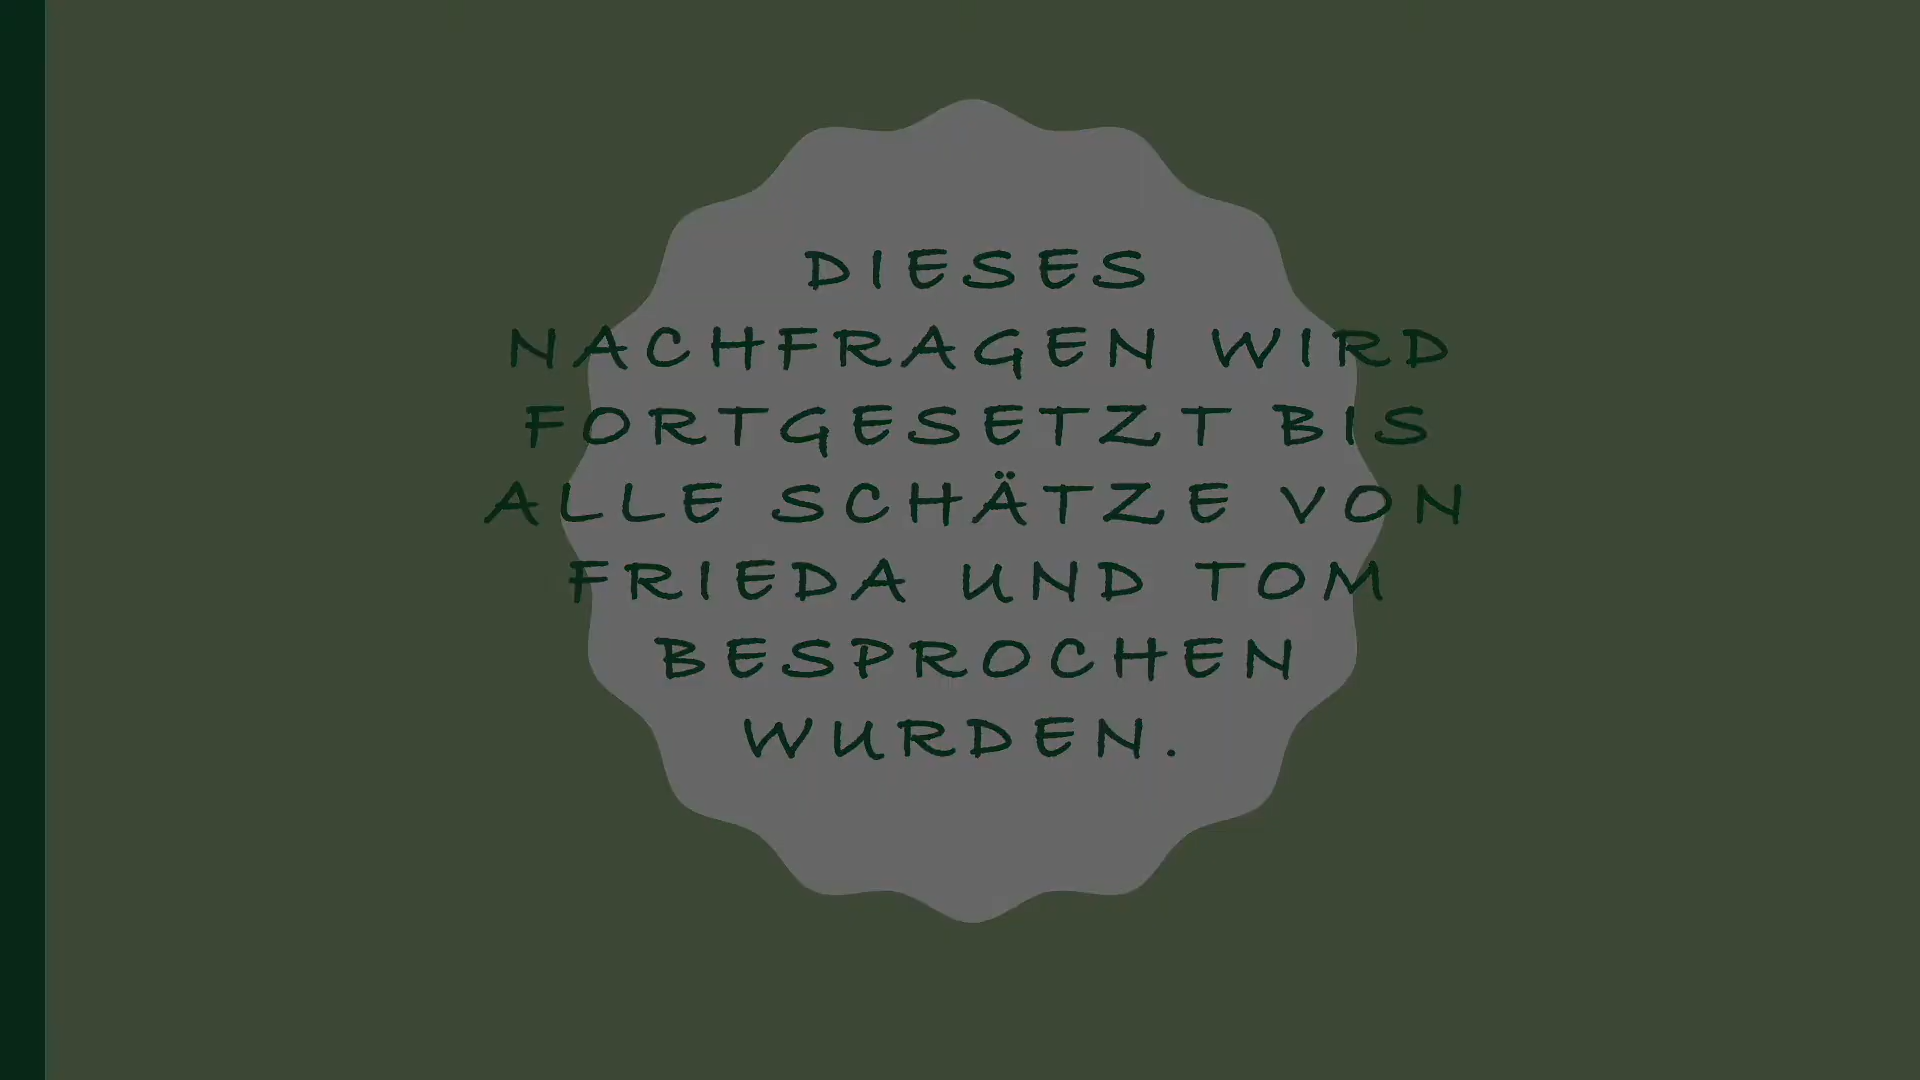 DIESES
NACHFRAGEN WIRD
FORTGESETZT BIS
ALLE SCHÄTZE VON
FRIEDA UND TOM
BESPROCHEN
WURDEN.